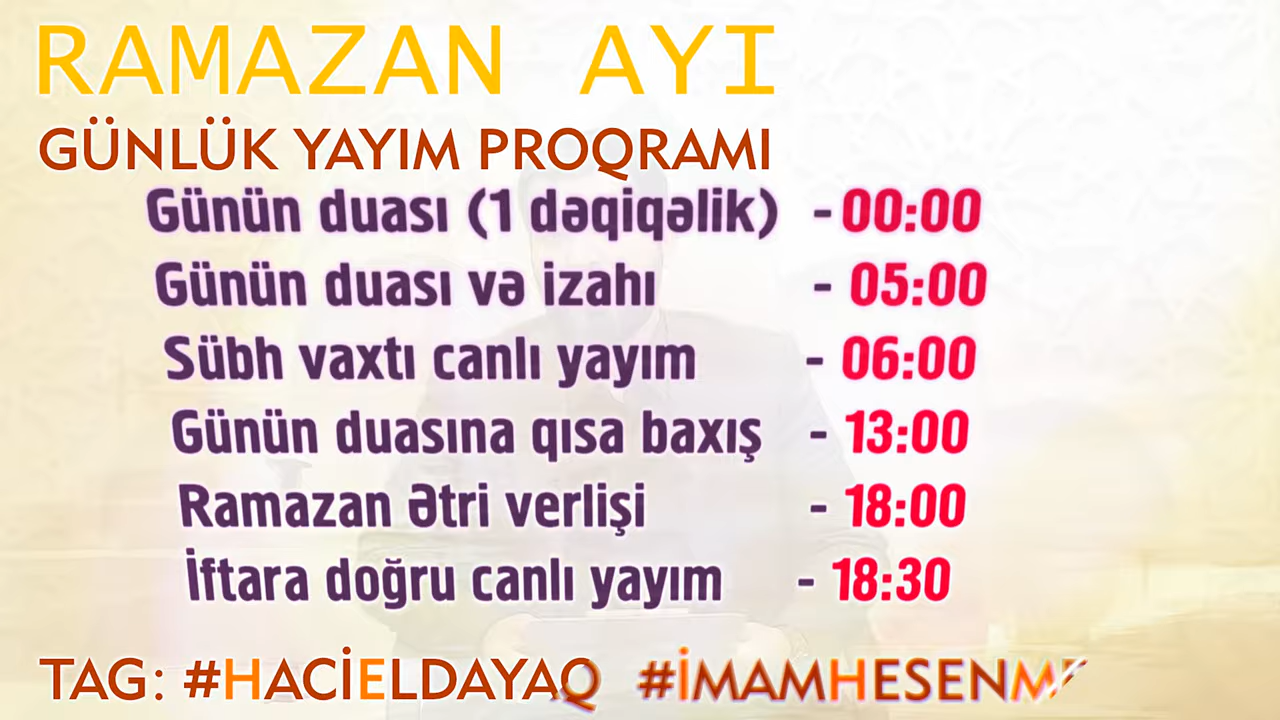 RAMAZAN AYI
GÜNLÜK YAYIM PROQRAMI
Günün duası (1 dəqiqəlik) - 00:00
Günün duası və izahı - 05:00
Sübh vaxtı canlı yayım - 06:00
Günün duasına qısa baxış - 13:00
Ramazan Ətri verlişi - 18:00
İftara doğru canlı yayım - 18:30
TAG: #HACİELDAYAQ